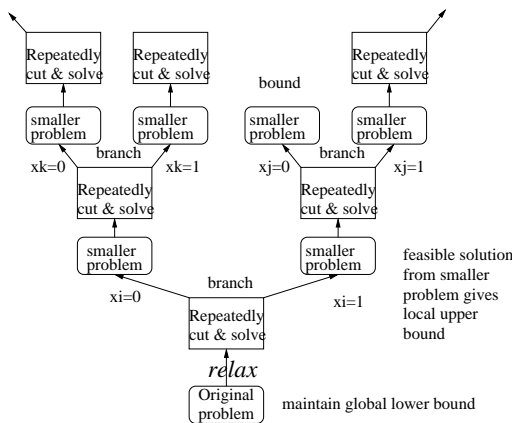 Repeatedly
cut & solve
Repeatedly
cut & solve
Repeatedly
cut & solve
bound
smaller
problem
smaller
problem
smaller
problem
smaller
problem
branch
branch
xk=0
xk=1
xj=0
xj=1
Repeatedly
cut & solve
Repeatedly
cut & solve
smaller
problem
smaller
problem
feasible solution
from smaller
problem gives
local upper
bound
branch
xi=0
xi=1
Repeatedly
cut & solve
relax
Original
problem
maintain global lower bound